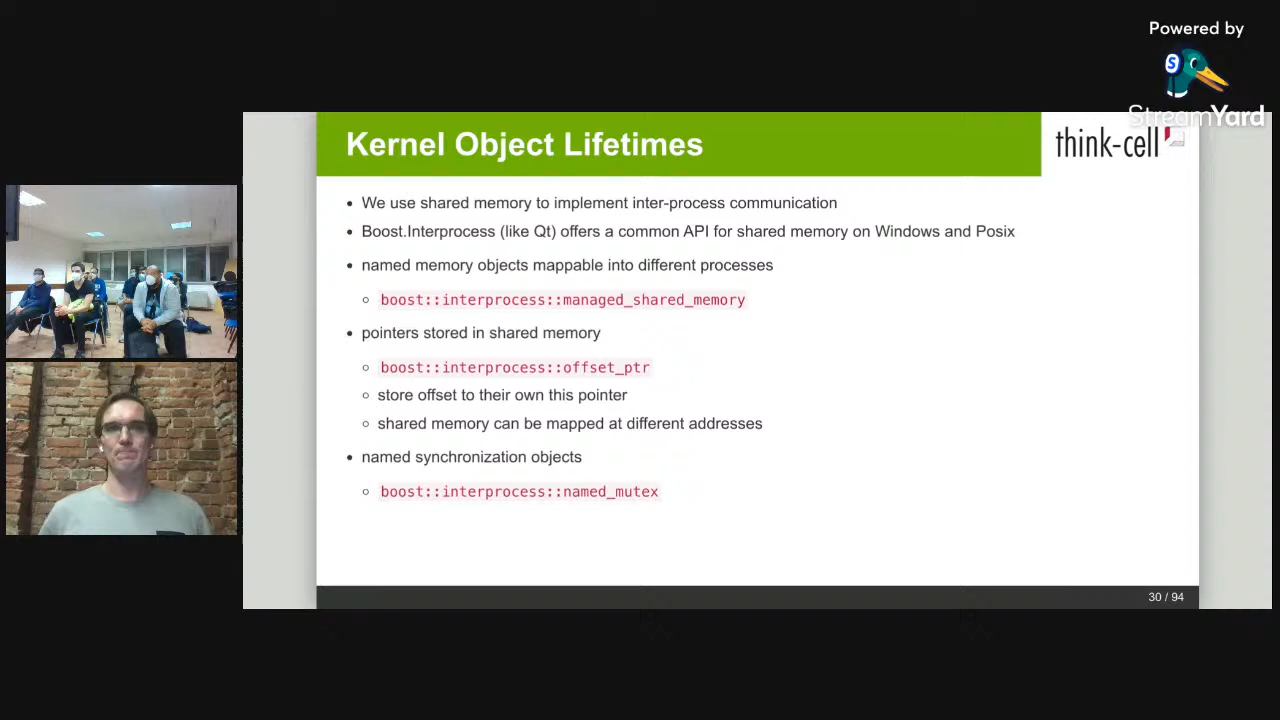 Powered by
S
StreamYard
Kernel Object Lifetimes
think-cell
• We use shared memory to implement inter-process communication
• Boost.Interprocess (like Qt) offers a common API for shared memory on Windows and Posix
• named memory objects mappable into different processes
◦ boost::interprocess::managed_shared_memory
• pointers stored in shared memory
◦ boost::interprocess::offset_ptr
◦ store offset to their own this pointer
◦ shared memory can be mapped at different addresses
• named synchronization objects
◦ boost::interprocess::named_mutex
30 / 94